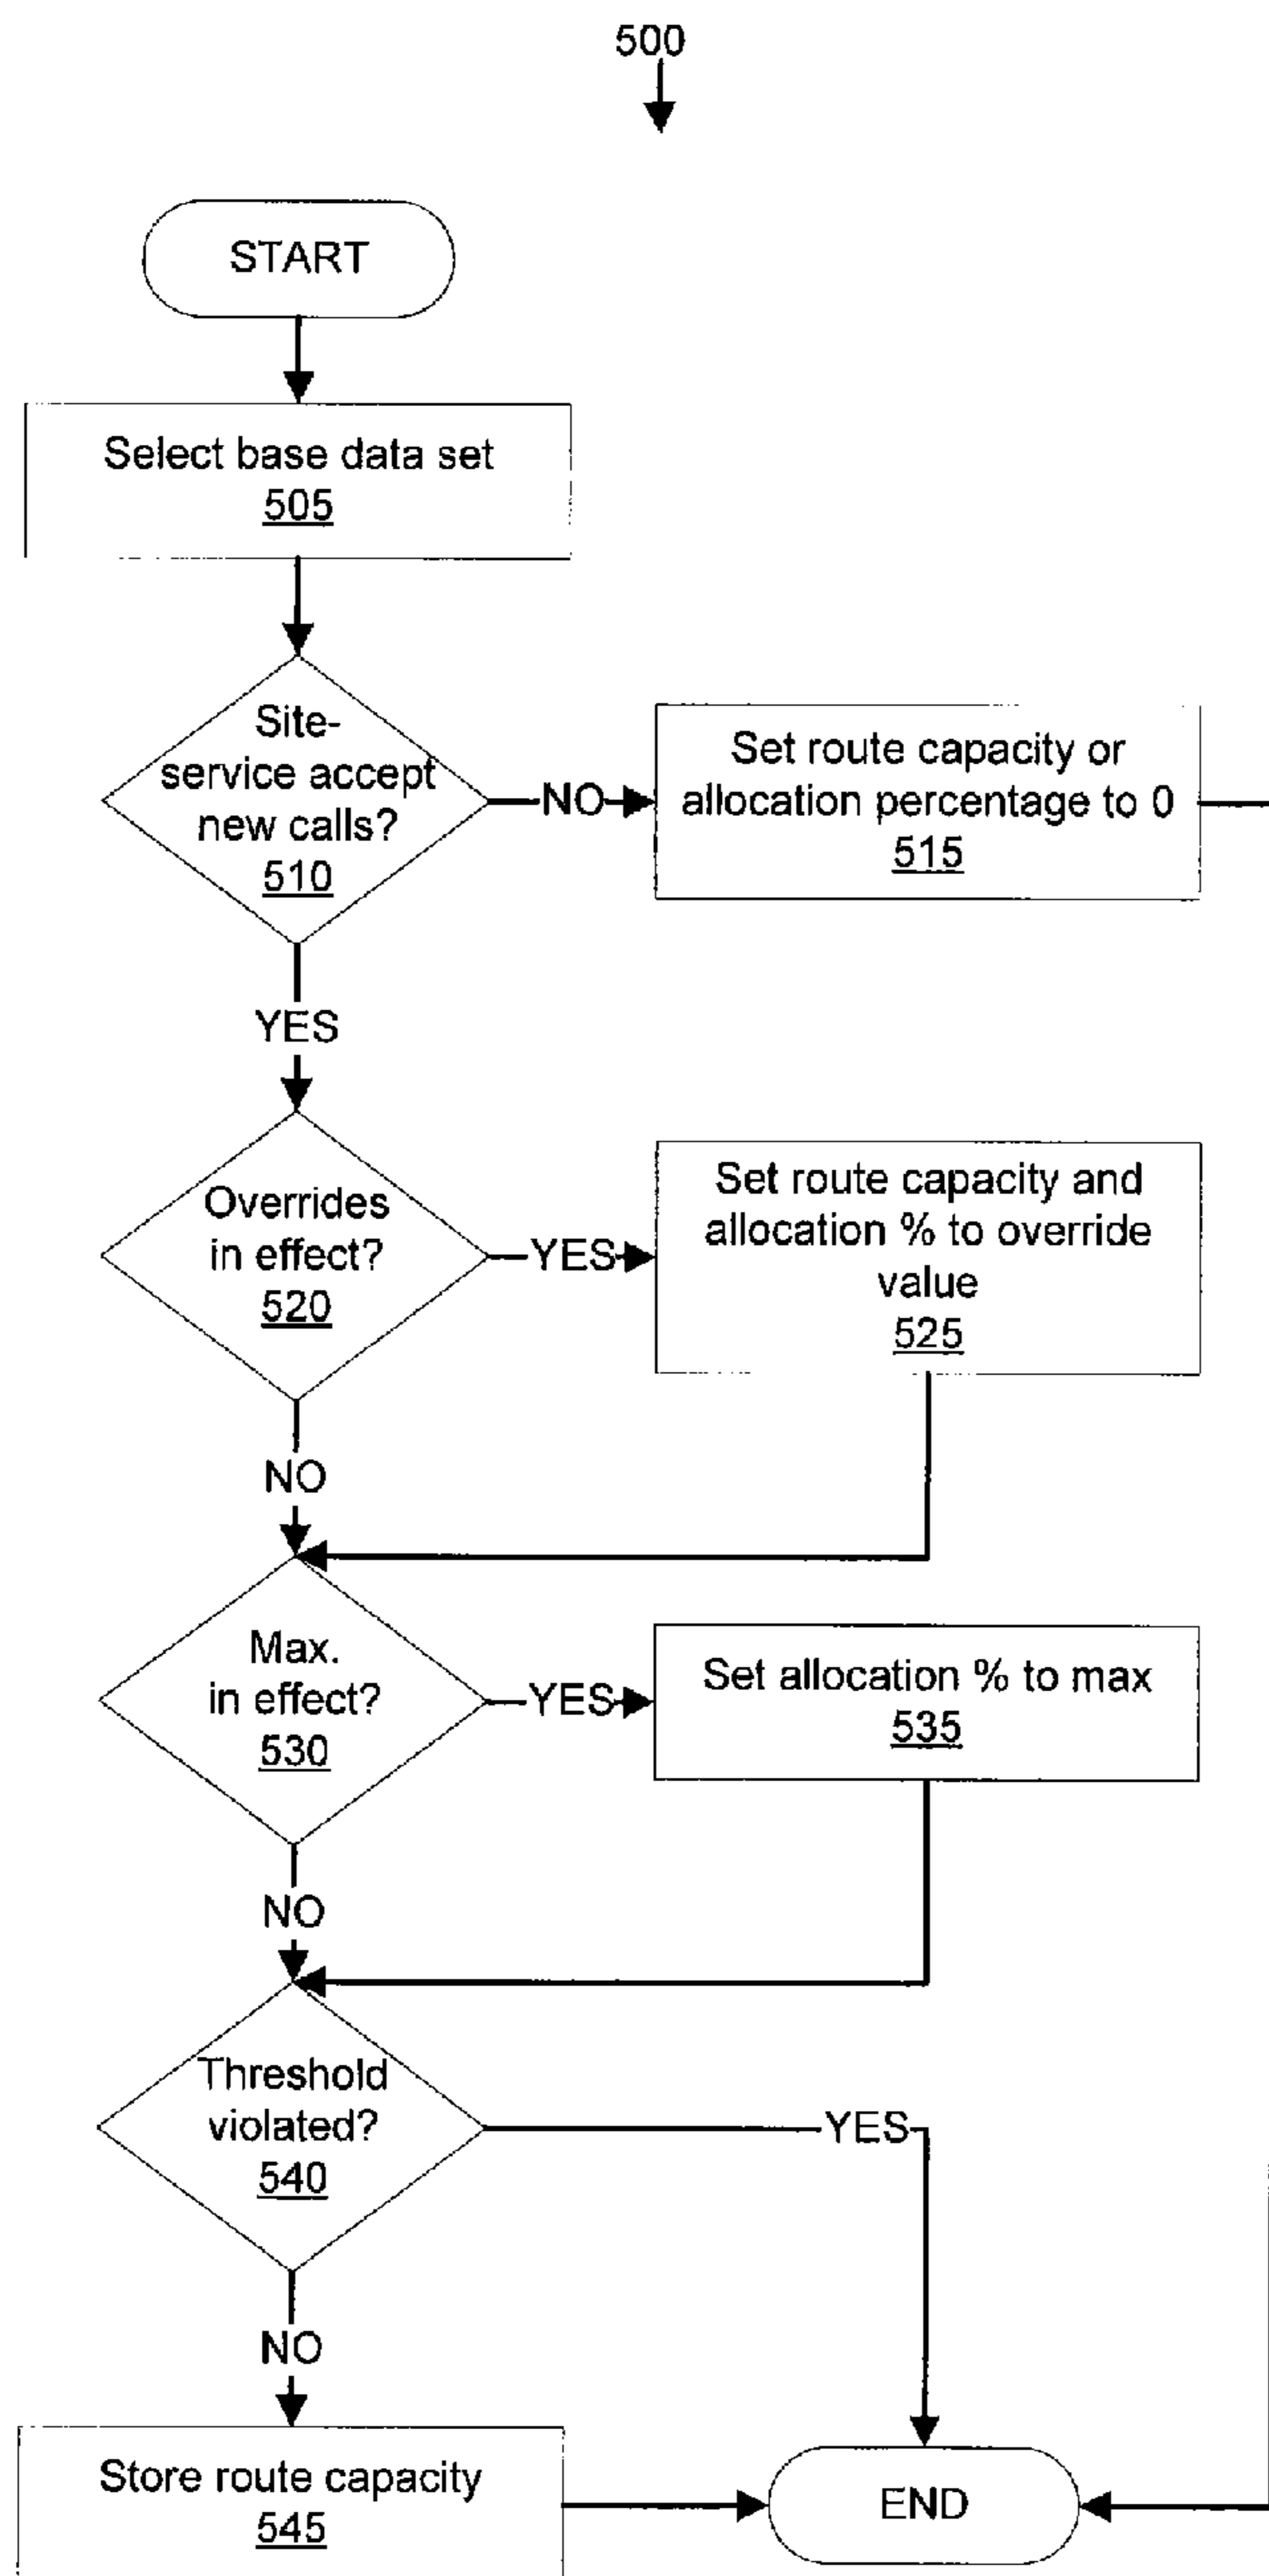 500
START
Select base data set
505
Site-
service accept
new calls?
510
NO
Set route capacity or
allocation percentage to 0
515
YES
Overrides
in effect?
520
YES
Set route capacity and
allocation % to override
value
525
NO
Max.
in effect?
530
YES
Set allocation % to max
535
NO
Threshold
violated?
540
YES
NO
Store route capacity
545
END